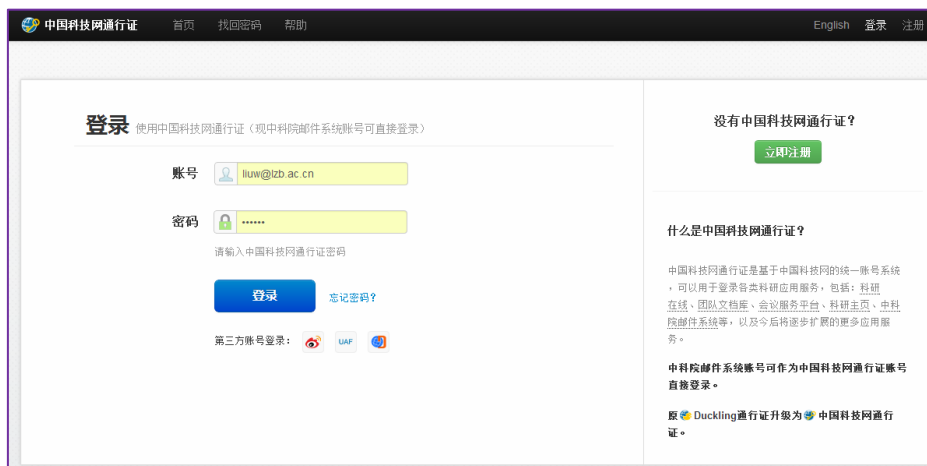 中国科技网通行证 首页 找回密码 帮助 English 登录 注册
登录 使用中国科技网通行证（现中科院邮件系统账号可直接登录）
账号 liuw@lzb.ac.cn
密码 ••••••
请输入中国科技网通行证密码
登录 忘记密码?
第三方账号登录： UAF
没有中国科技网通行证?
立即注册
什么是中国科技网通行证?
中国科技网通行证是基于中国科技网的统一账号系统
，可以用于登录各类科研应用服务，包括：科研
在线、团队文档库、会议服务平台、科研主页、中科
院邮件系统等，以及今后将逐步扩展的更多应用服
务。
中科院邮件系统账号可作为中国科技网通行证账号
直接登录。
原 Duckling通行证升级为 中国科技网通行
证。